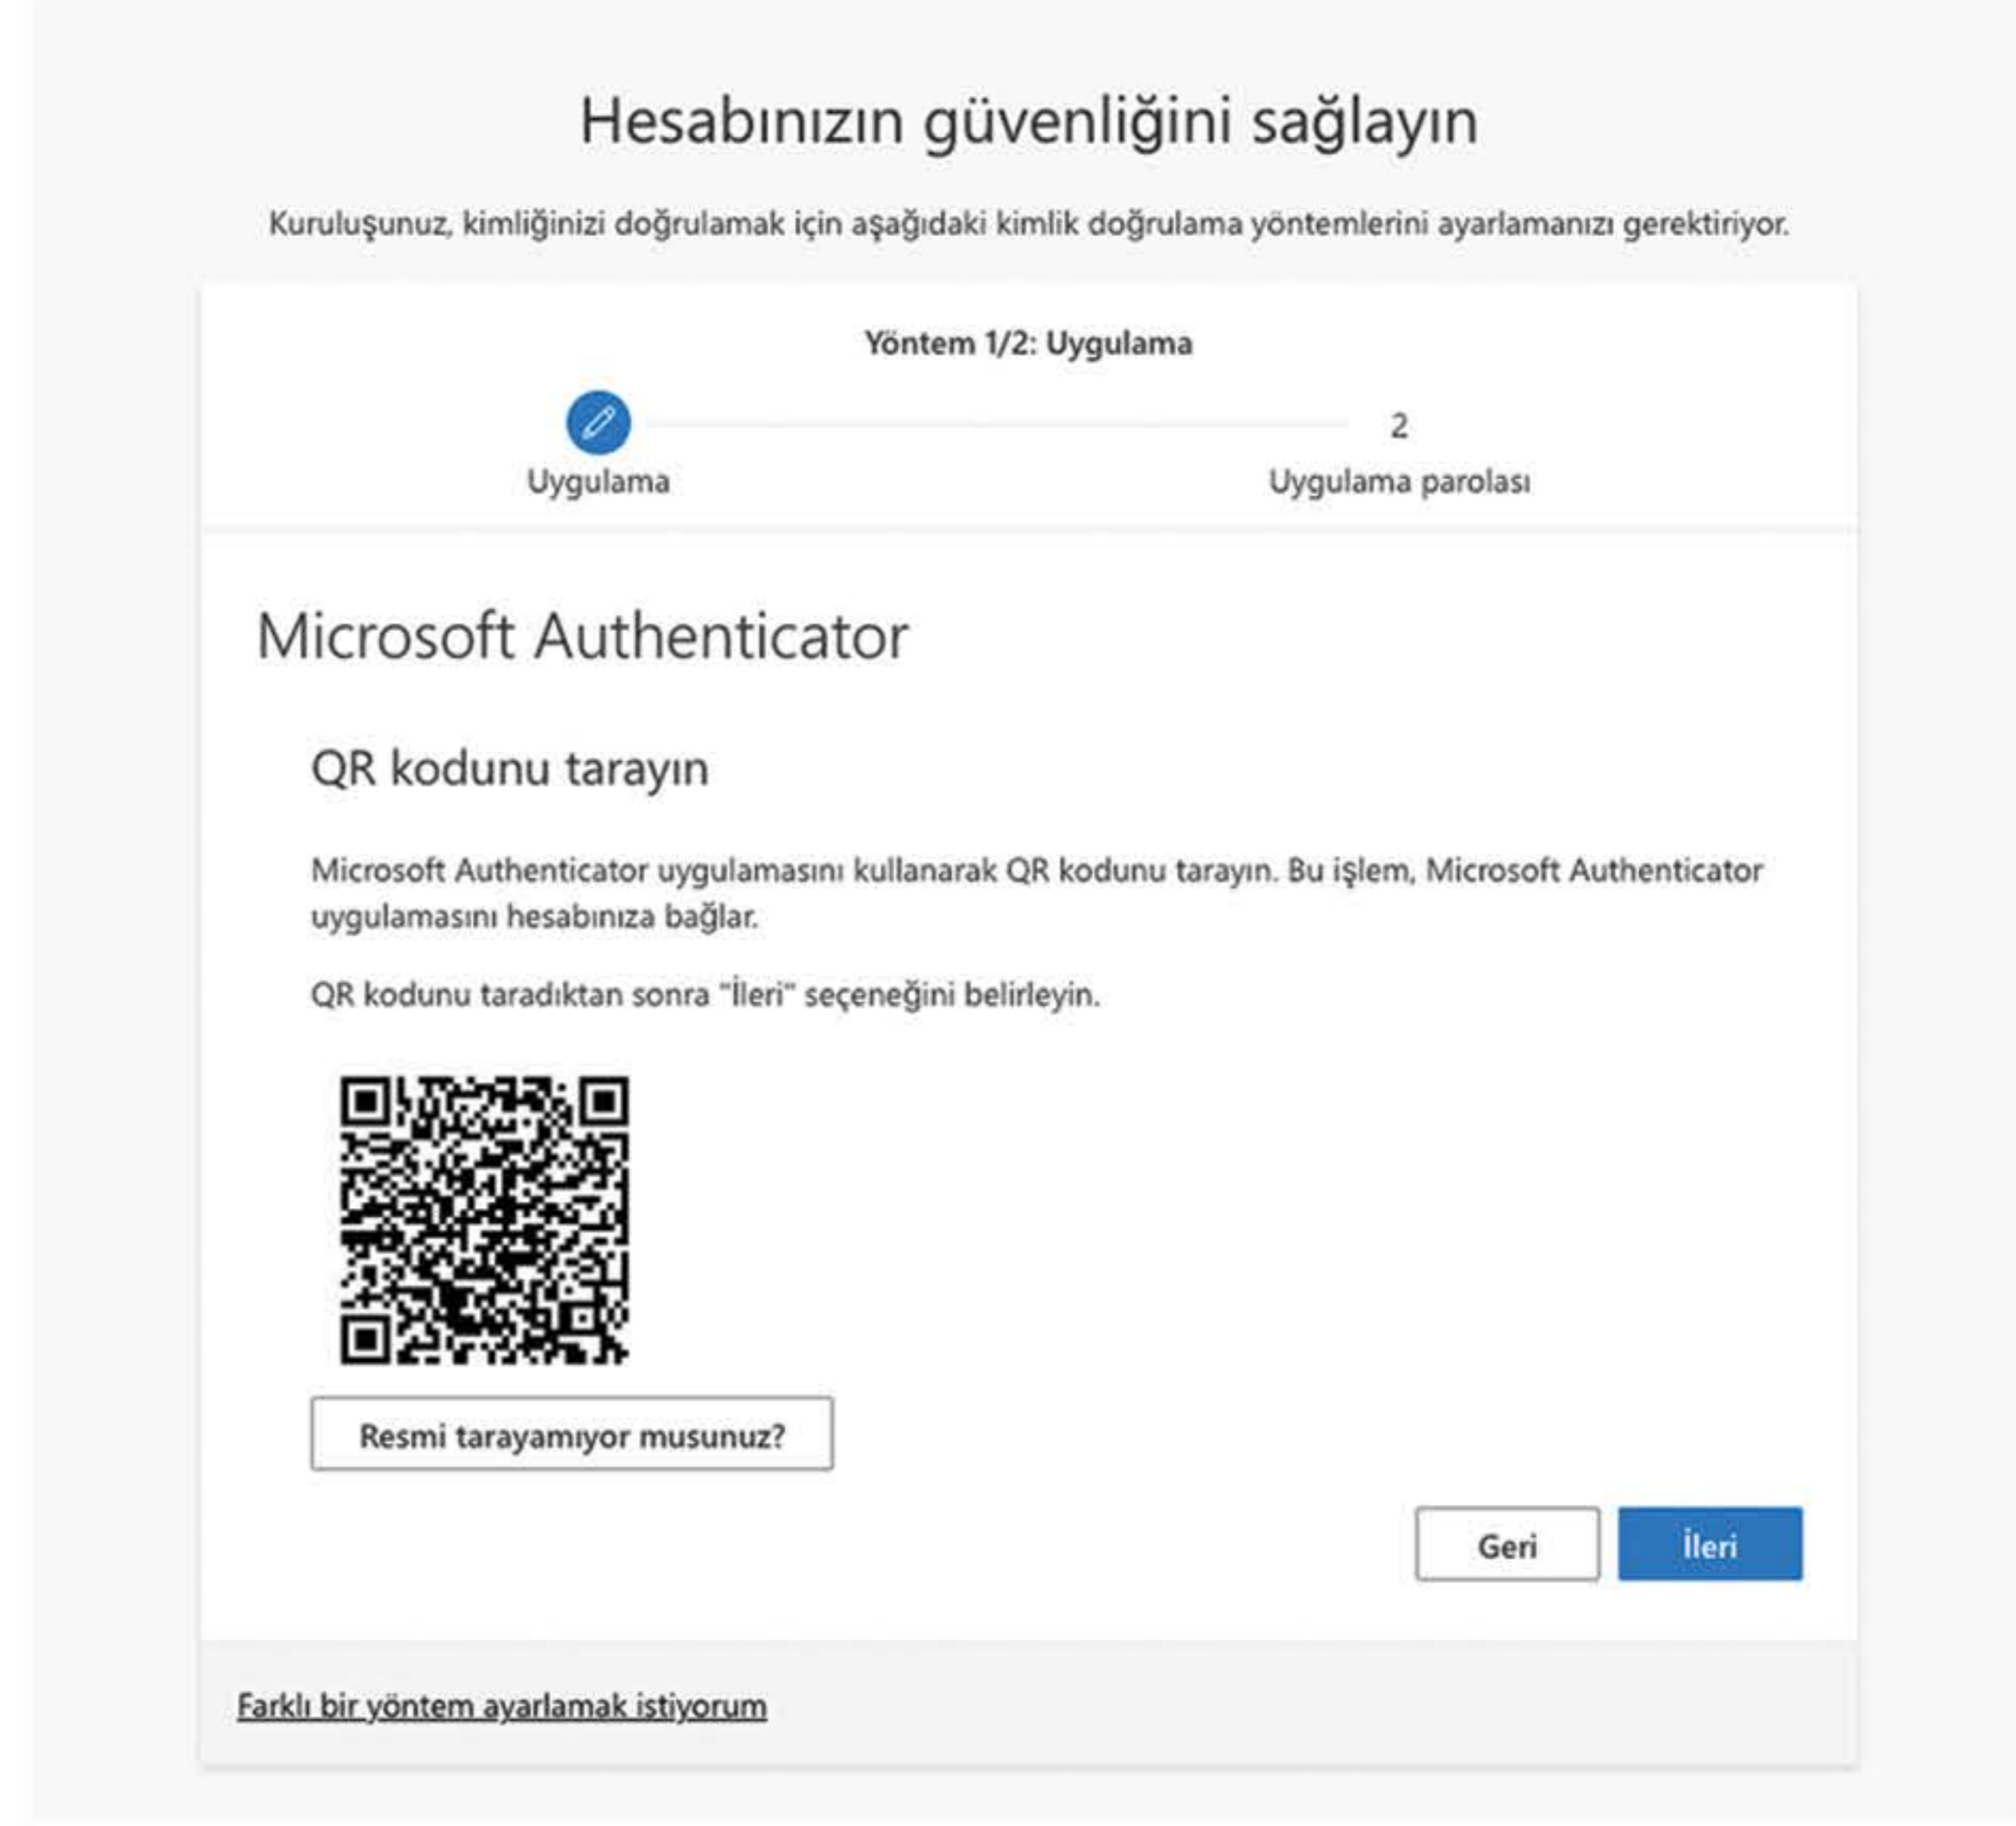 Hesabınızın güvenliğini sağlayın
Kuruluşunuz, kimliğinizi doğrulamak için aşağıdaki kimlik doğrulama yöntemlerini ayarlamanızı gerektiriyor.
Yöntem 1/2: Uygulama
2
Uygulama
Uygulama parolası
Microsoft Authenticator
QR kodunu tarayın
Microsoft Authenticator uygulamasını kullanarak QR kodunu tarayın. Bu işlem, Microsoft Authenticator
uygulamasını hesabınıza bağlar.
QR kodunu taradıktan sonra "İleri" seçeneğini belirleyin.
Resmi tarayamıyor musunuz?
Geri
İleri
Farklı bir yöntem ayarlamak istiyorum